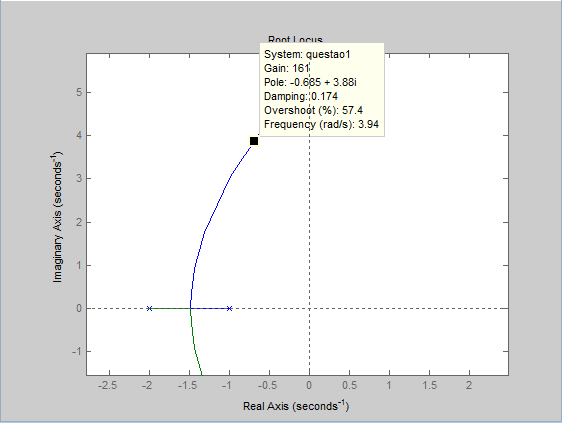 Root Locus
System: questao1
Gain: 161
Pole: -0.685 + 3.88i
Damping: 0.174
Overshoot (%): 57.4
Frequency (rad/s): 3.94
5
4
3
2
1
0
-1
Imaginary Axis (seconds⁻¹)
-2.5 -2 -1.5 -1 -0.5 0 0.5 1 1.5 2
Real Axis (seconds⁻¹)